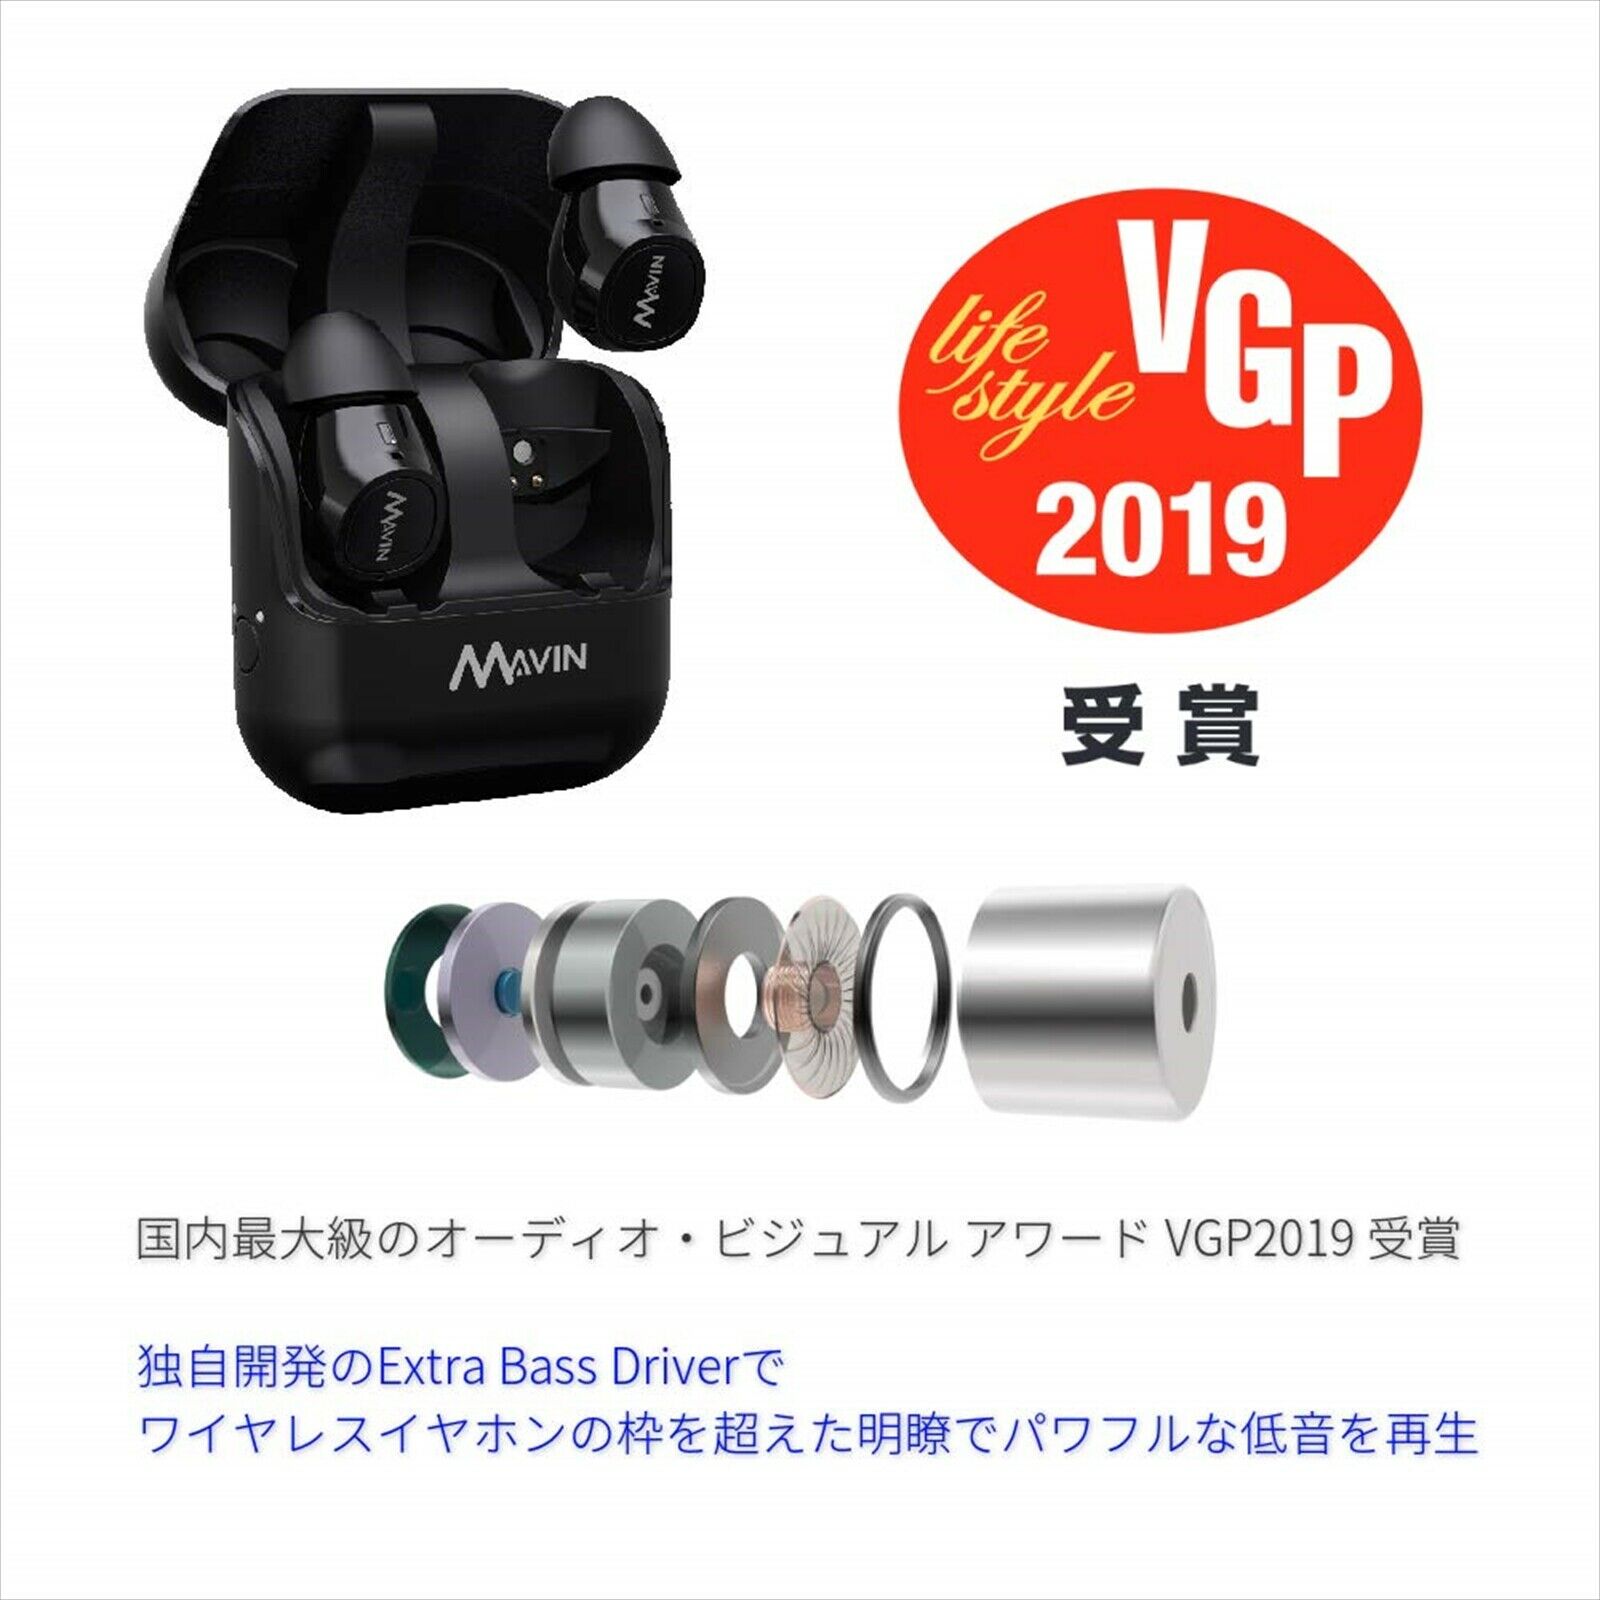 MAVIN
MAVIN
MAVIN
life
style
VGP
2019
受賞
国内最大級のオーディオ・ビジュアル アワード VGP2019 受賞
独自開発のExtra Bass Driverで
ワイヤレスイヤホンの枠を超えた明瞭でパワフルな低音を再生